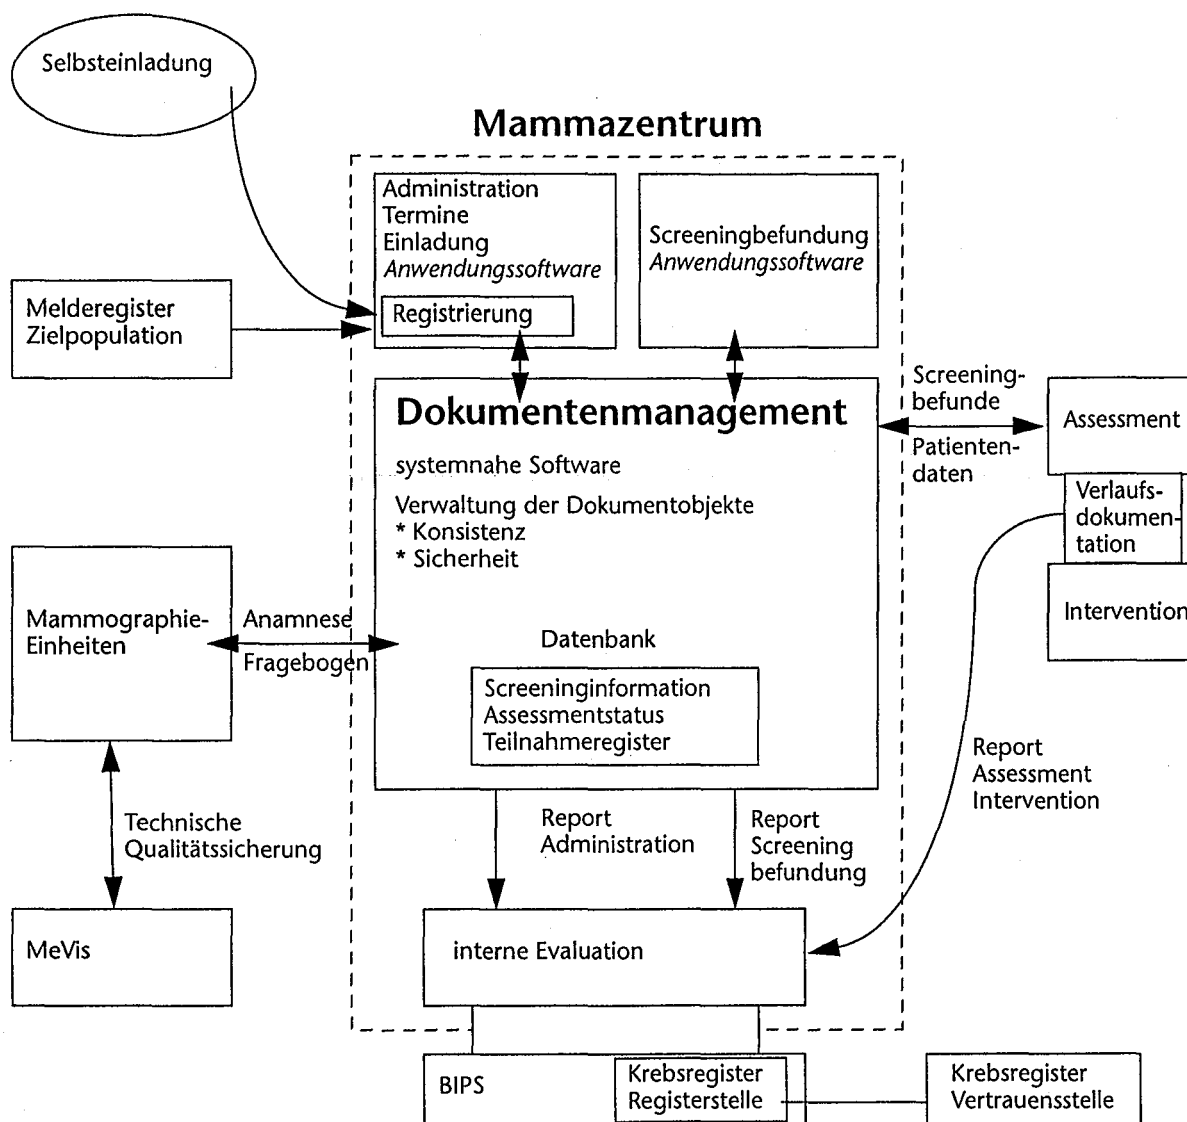 Selbsteinladung
Mammazentrum
Administration
Termine
Einladung
Anwendungssoftware
Registrierung
Screeningbefundung
Anwendungssoftware
Melderegister
Zielpopulation
Dokumentenmanagement
systemnahe Software
Verwaltung der Dokumentobjekte
* Konsistenz
* Sicherheit
Screening-
befunde
Patienten-
daten
Assessment
Verlaufs-
dokumen-
tation
Intervention
Mammographie-
Einheiten
Anamnese
Fragebogen
Datenbank
Screeninginformation
Assessmentstatus
Teilnahmeregister
Report
Assessment
Intervention
Technische
Qualitätssicherung
Report
Administration
Report
Screening
befundung
MeVis
interne Evaluation
BIPS
Krebsregister
Registerstelle
Krebsregister
Vertrauensstelle